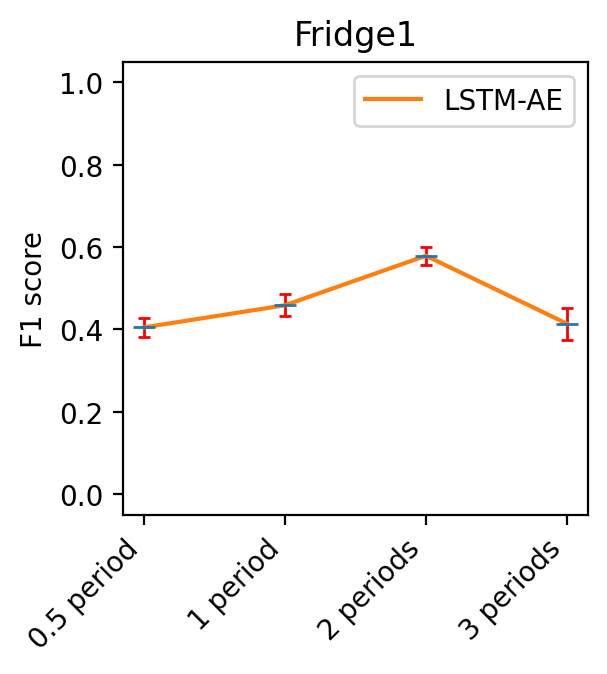 Fridge1
LSTM-AE
F1 score
1.0
0.8
0.6
0.4
0.2
0.0
0.5 period
1 period
2 periods
3 periods